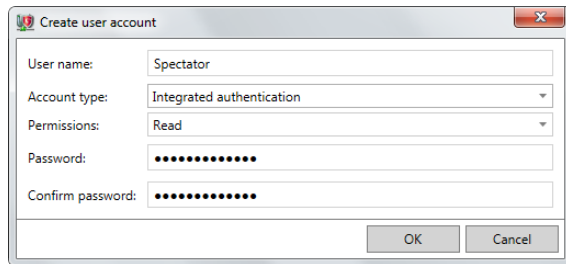 Create user account
User name: Spectator
Account type: Integrated authentication
Permissions: Read
Password: •••••••••••••
Confirm password: •••••••••••••
OK Cancel